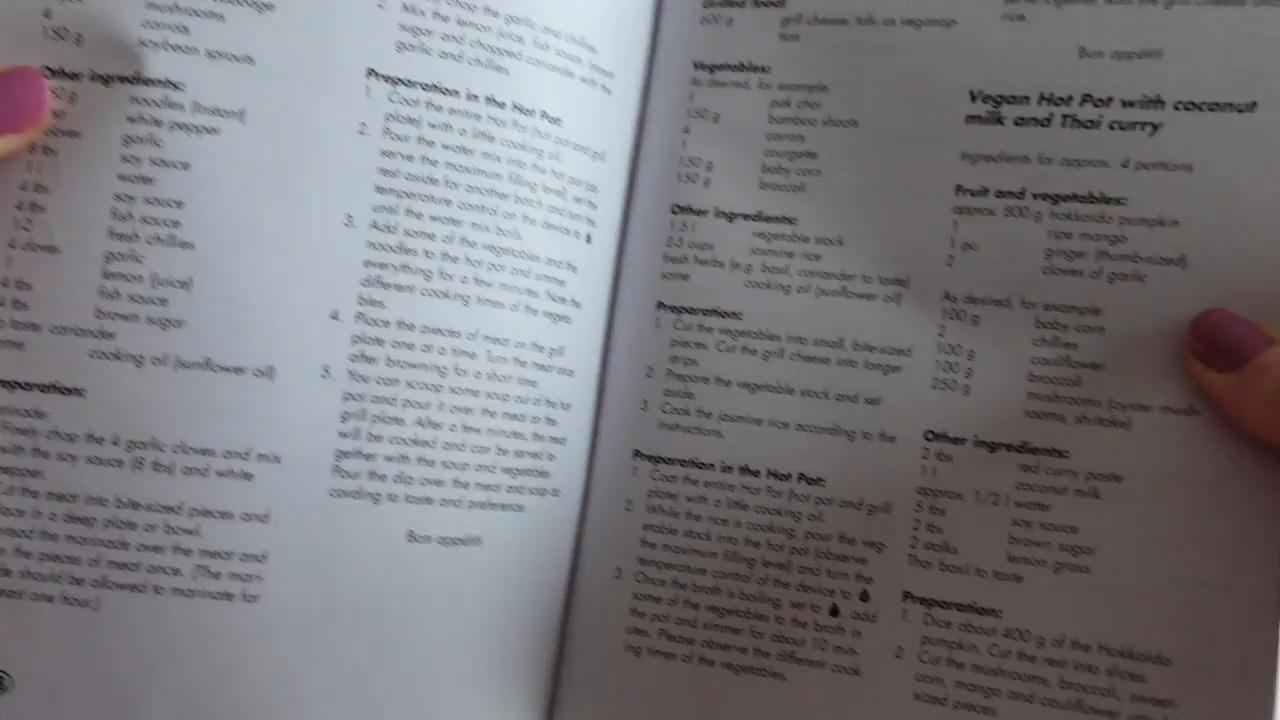 4 mushrooms
carrots
150 g soybean sprouts
Other ingredients:
noodles (instant)
white pepper
garlic
8 tbs soy sauce
1 l water
4 tbs soy sauce
4 tbs fish sauce
1-2 fresh chillies
4 cloves garlic
lemon (juice)
4 tbs fish sauce
tbs brown sugar
taste coriander
cooking oil (sunflower oil)
chop the 4 garlic cloves and mix
the soy sauce (8 tbs) and white
pepper.
the meat into bite-sized pieces and
in a deep plate or bowl.
the marinade over the meat and
the pieces of meat once. (The mari-
should be allowed to marinate for
one hour.)
chop the garlic and chillies.
Mix the lemon juice, fish sauce, brown
sugar and chopped coriander with the
garlic and chillies.
Preparation in the Hot Pot:
1. Coat the entire Hot Pot (hot pot and grill
plate) with a little cooking oil.
2. Pour the water mix into the hot pot (ob-
serve the maximum filling level), set the
rest aside for another batch and turn the
temperature control on the device to
until the water mix boils.
3. Add some of the vegetables and the
noodles to the hot pot and simmer
everything for a few minutes. Note the
different cooking times of the vegeta-
bles.
4. Place the pieces of meat on the grill
plate one at a time. Turn the meat over
after browning for a short time.
5. You can scoop some soup out of the hot
pot and pour it over the meat on the
grill plate. After a few minutes, the meat
will be cooked and can be served to-
gether with the soup and vegetables.
Pour the dip over the meat and soup ac-
cording to taste and preference.
Bon appétit!
600 g grill cheese, tofu as vegan op-
tion
Vegetables:
As desired, for example:
1 pak choi
150 g bamboo shoots
4 carrots
1 courgette
150 g baby corn
150 g broccoli
Other ingredients:
1.5 l vegetable stock
2-3 cups jasmine rice
fresh herbs (e.g. basil, coriander to taste)
some cooking oil (sunflower oil)
Preparation:
1. Cut the vegetables into small, bite-sized
pieces. Cut the grill cheese into longer
strips.
2. Prepare the vegetable stock and set
aside.
3. Cook the jasmine rice according to the
instructions.
Preparation in the Hot Pot:
1. Coat the entire Hot Pot (hot pot and grill
plate) with a little cooking oil.
2. While the rice is cooking, pour the veg-
etable stock into the hot pot (observe
the maximum filling level) and turn the
temperature control of the device to
3. Once the broth is boiling, set to , add
some of the vegetables to the broth in
the pot and simmer for about 10 min-
utes. Please observe the different cook-
ing times of the vegetables.
rice.
Bon appétit!
Vegan Hot Pot with coconut
milk and Thai curry
Ingredients for approx. 4 portions
Fruit and vegetables:
approx. 800 g hokkaido pumpkin
1 ripe mango
1 pc. ginger (thumb-sized)
2 cloves of garlic
As desired, for example:
100 g baby corn
2 chillies
100 g cauliflower
100 g broccoli
250 g mushrooms (oyster mush-
rooms, shiitake)
Other ingredients:
2 tbs red curry paste
1 l coconut milk
approx. 1/2 l water
5 tbs soy sauce
2 tbs brown sugar
2 stalks lemon grass
Thai basil to taste
Preparation:
1. Dice about 400 g of the Hokkaido
pumpkin. Cut the rest into slices.
2. Cut the mushrooms, broccoli, sweet-
corn, mango and cauliflower
sized pieces.